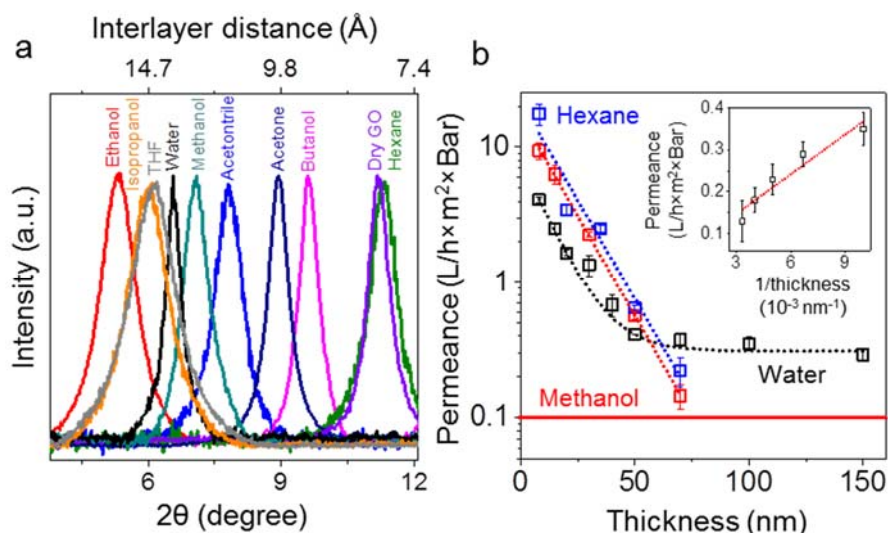 a
Interlayer distance (Å)
14.7 9.8 7.4
Ethanol
Isopropanol
THF
Water
Methanol
Acetontrile
Acetone
Butanol
Dry GO
Hexane
Intensity (a.u.)
6 9 12
2θ (degree)
b
Hexane
Water
Methanol
10
1
0.1
Permeance (L/h×m²×Bar)
0 50 100 150
Thickness (nm)
0.4
0.3
0.2
0.1
Permeance
(L/h×m²×Bar)
3 6 9
1/thickness
(10⁻³ nm⁻¹)